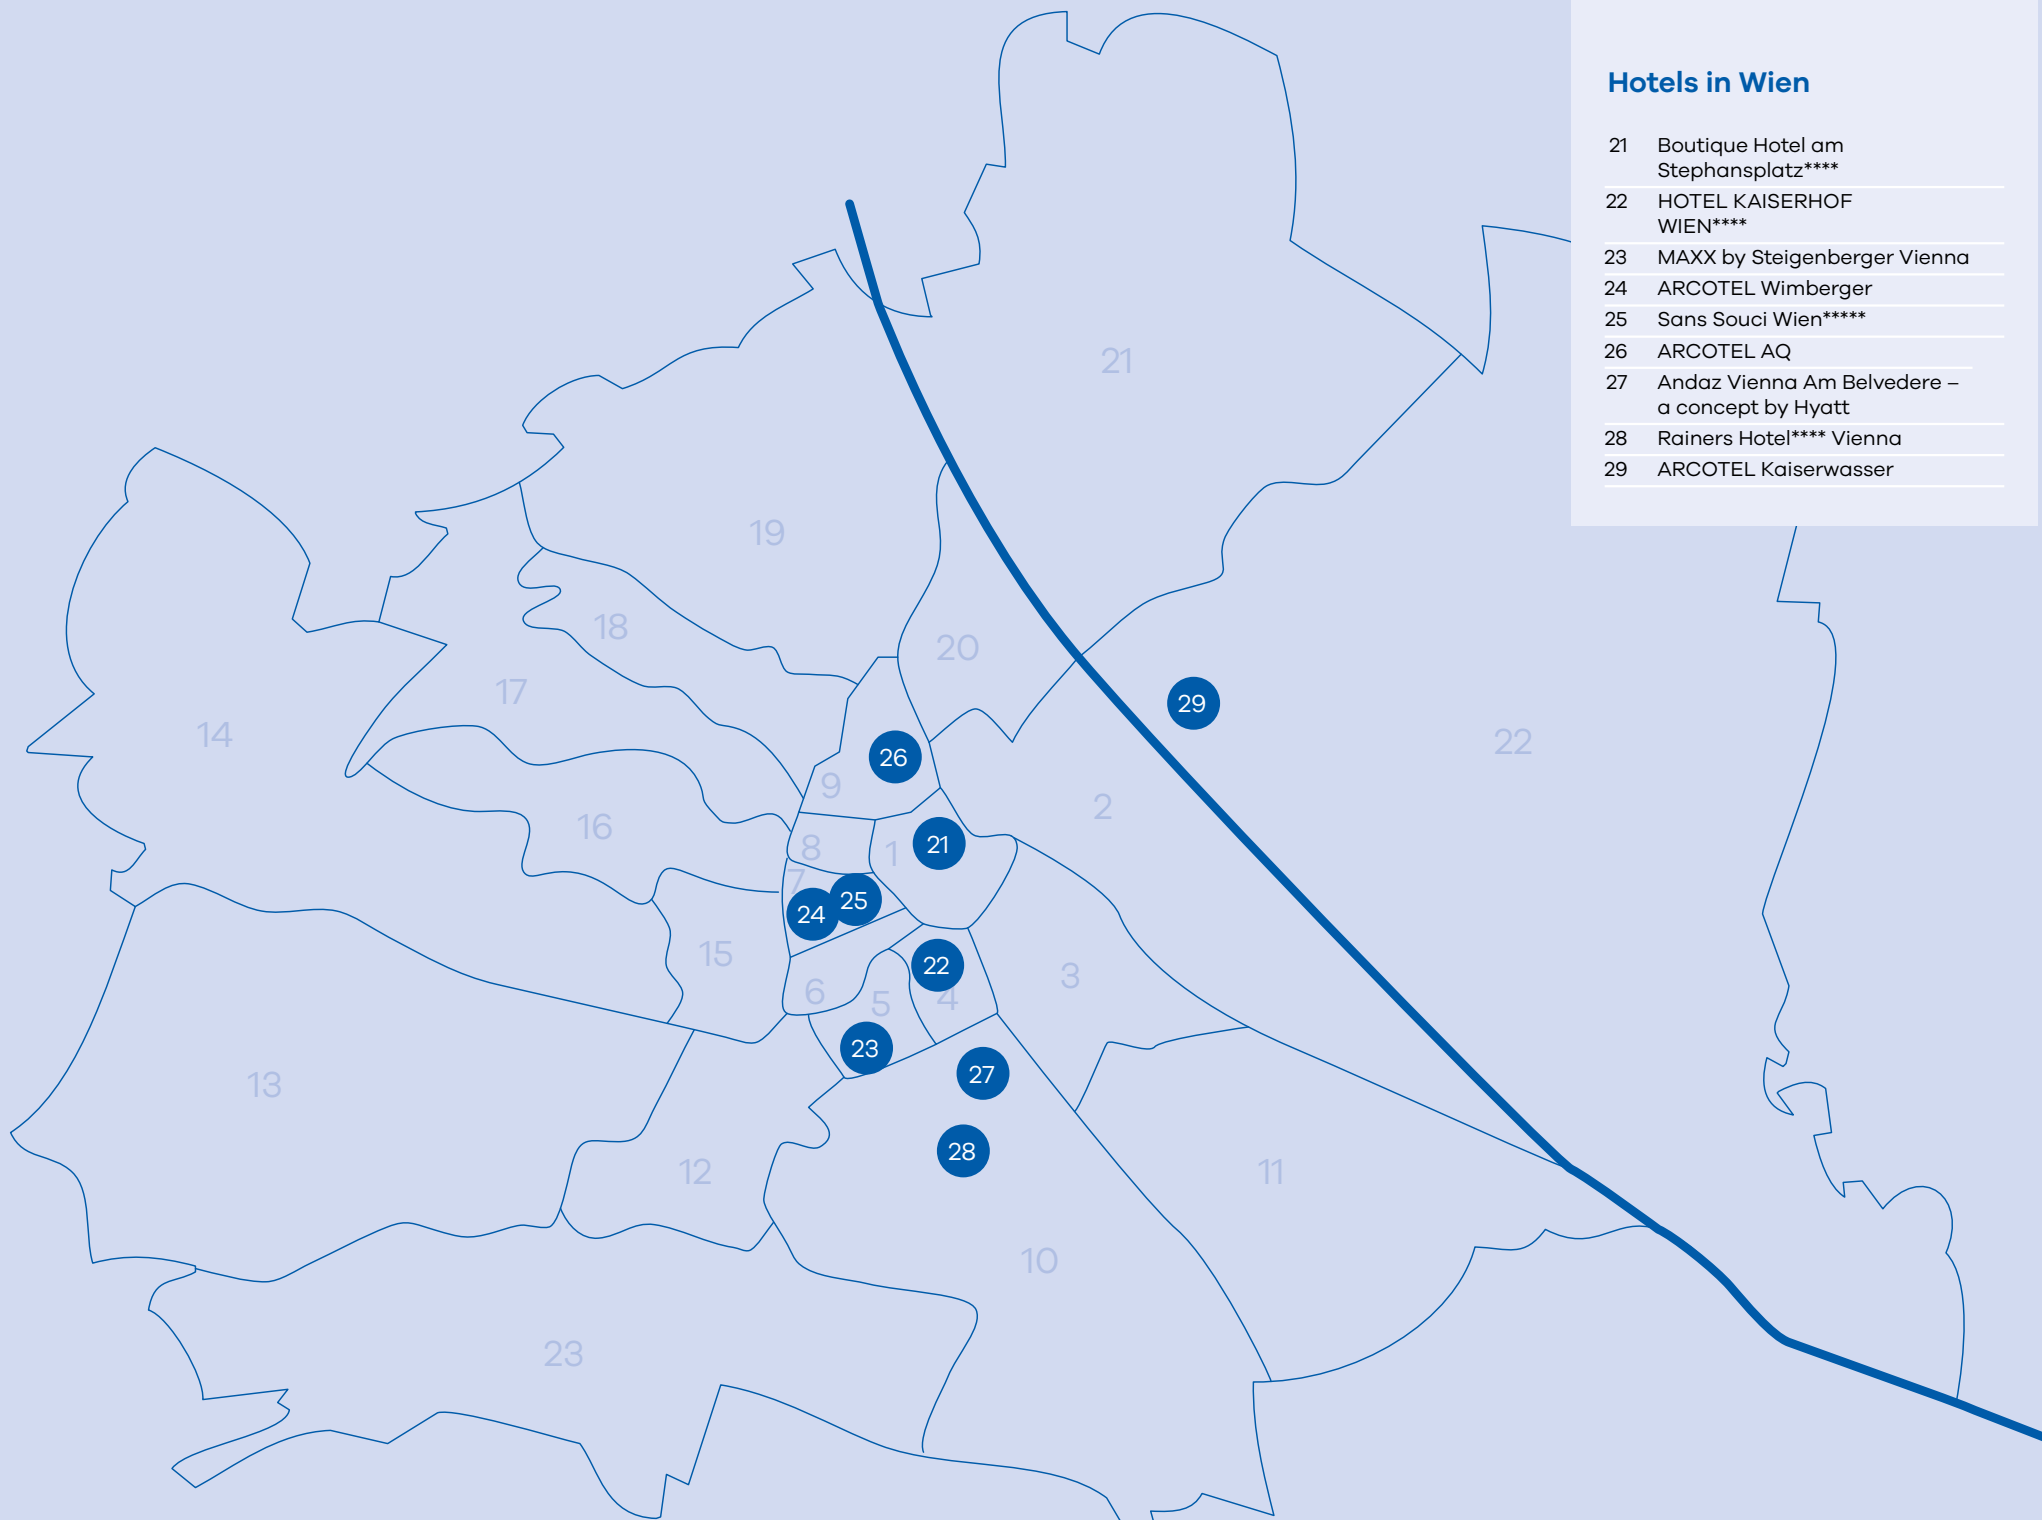 Hotels in Wien
21 Boutique Hotel am
Stephansplatz****
22 HOTEL KAISERHOF
WIEN****
23 MAXX by Steigenberger Vienna
24 ARCOTEL Wimberger
25 Sans Souci Wien*****
26 ARCOTEL AQ
27 Andaz Vienna Am Belvedere –
a concept by Hyatt
28 Rainers Hotel**** Vienna
29 ARCOTEL Kaiserwasser
21
19
18
20
17
29
14
22
26
9
2
16
8
1
21
7
25
24
15
22
3
6
5
4
23
27
13
28
12
11
10
23